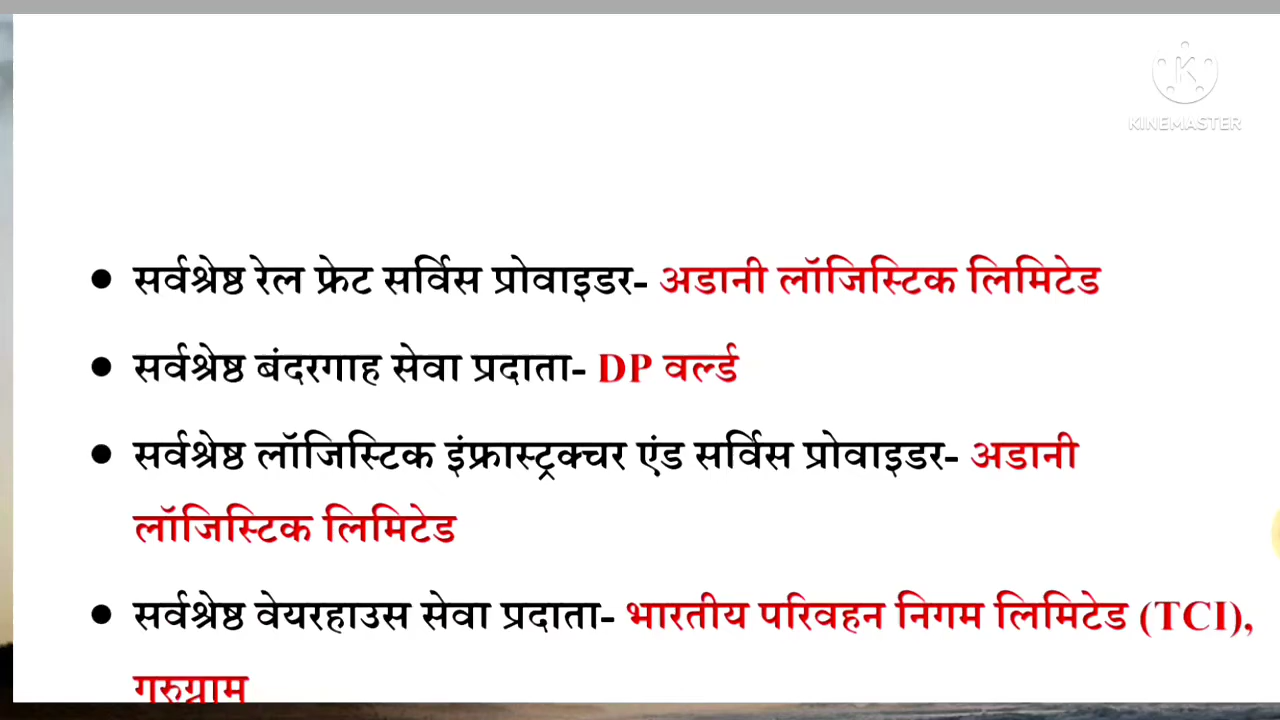 KINEMASTER
• सर्वश्रेष्ठ रेल फ्रेट सर्विस प्रोवाइडर- अडानी लॉजिस्टिक लिमिटेड
• सर्वश्रेष्ठ बंदरगाह सेवा प्रदाता- DP वर्ल्ड
• सर्वश्रेष्ठ लॉजिस्टिक इंफ्रास्ट्रक्चर एंड सर्विस प्रोवाइडर- अडानी
लॉजिस्टिक लिमिटेड
• सर्वश्रेष्ठ वेयरहाउस सेवा प्रदाता- भारतीय परिवहन निगम लिमिटेड (TCI),
गुरुग्राम